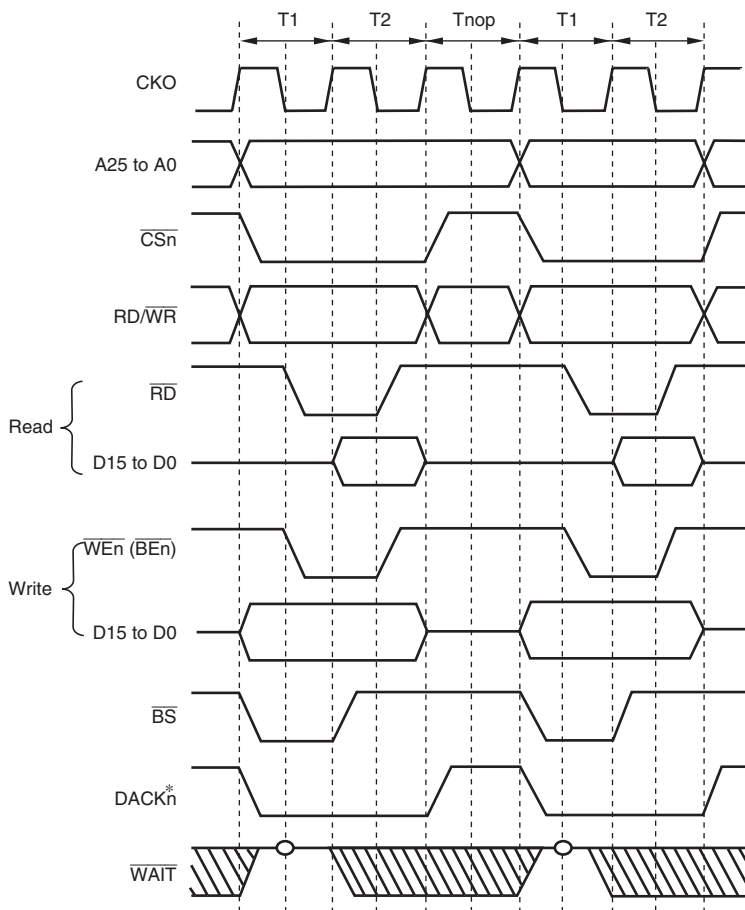 T1 T2 Tnop T1 T2
CKO
A25 to A0
CSn
RD/WR
RD
Read
D15 to D0
WEn (BEn)
Write
D15 to D0
BS
DACKn*
WAIT